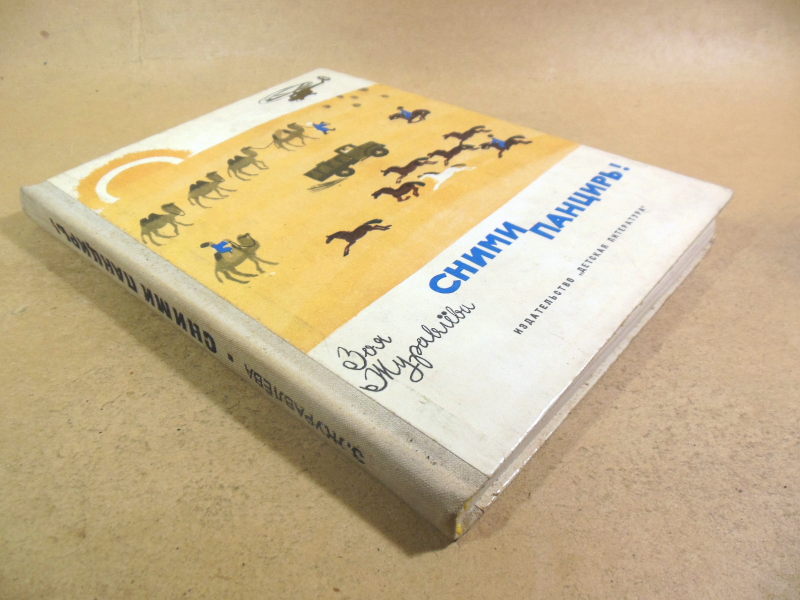 Зоя
Журавлёва
СНИМИ
ПАНЦИРЬ!
ИЗДАТЕЛЬСТВО „ДЕТСКАЯ ЛИТЕРАТУРА"
З. ЖУРАВЛЕВА • СНИМИ ПАНЦИРЬ!